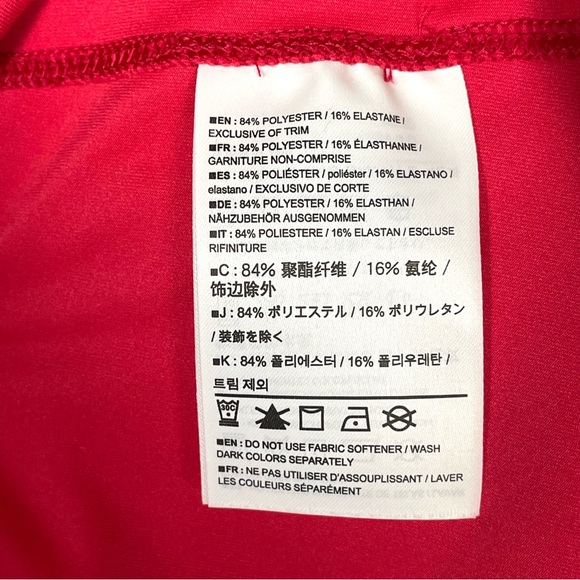 ■EN : 84% POLYESTER / 16% ELASTANE /
EXCLUSIVE OF TRIM
■FR : 84% POLYESTER / 16% ÉLASTHANNE /
GARNITURE NON-COMPRISE
■ES : 84% POLIÉSTER / poliéster / 16% ELASTANO /
elastano / EXCLUSIVO DE CORTE
■DE : 84% POLYESTER / 16% ELASTHAN /
NÄHZUBEHÖR AUSGENOMMEN
■IT : 84% POLIESTERE / 16% ELASTAN / ESCLUSE
RIFINITURE
■C : 84% 聚酯纤维 / 16% 氨纶 /
饰边除外
■J : 84% ポリエステル / 16% ポリウレタン
/ 装飾を除く
■K : 84% 폴리에스터 / 16% 폴리우레탄 /
트림 제외
30C
■EN : DO NOT USE FABRIC SOFTENER / WASH
DARK COLORS SEPARATELY
■FR : NE PAS UTILISER D'ASSOUPLISSANT / LAVER
LES COULEURS SÉPARÉMENT